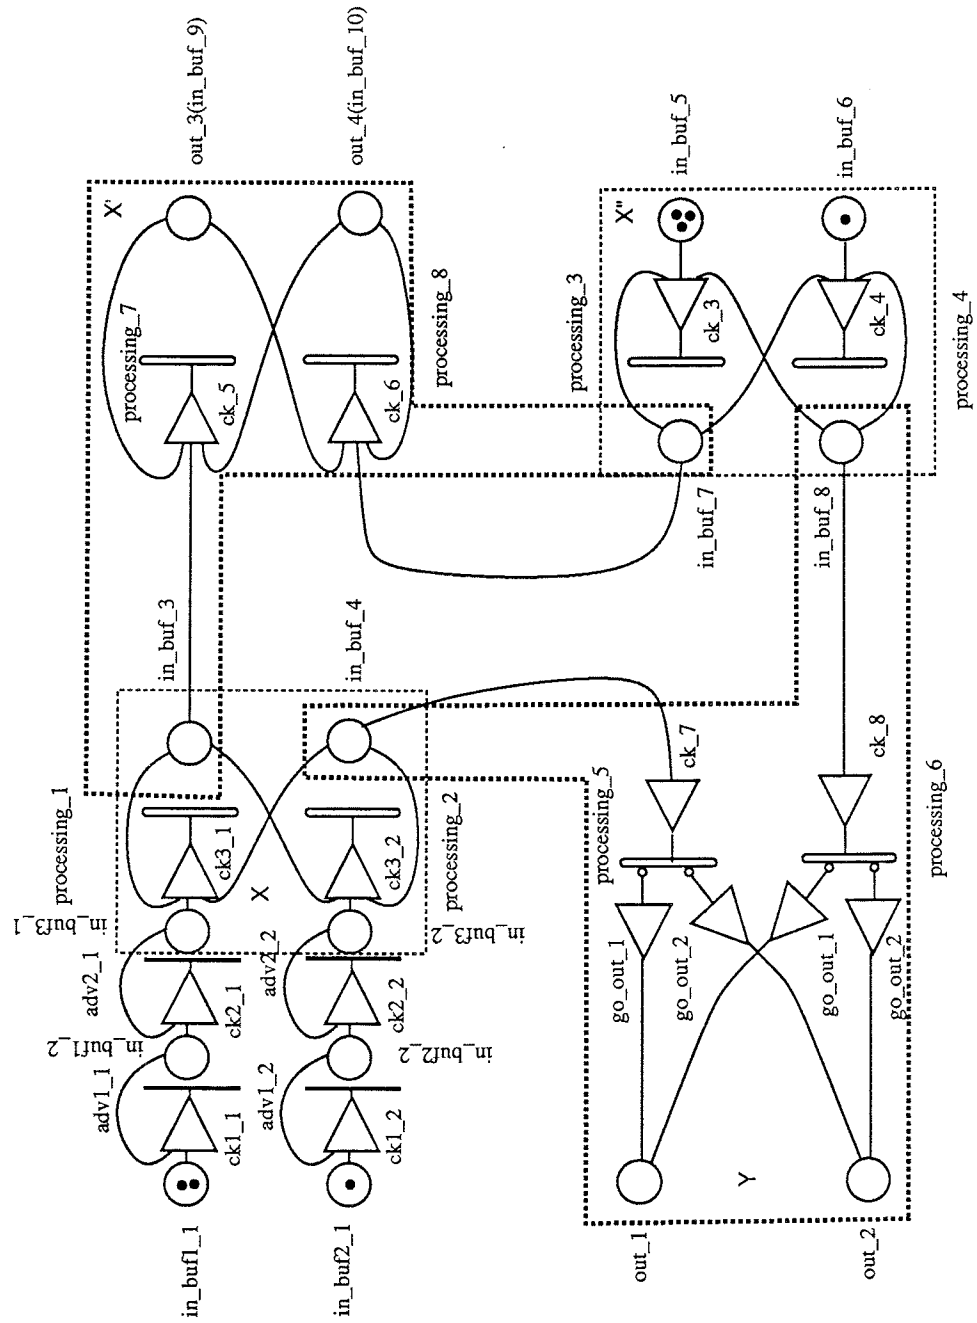 out_3(in_buf_9)
out_4(in_buf_10)
in_buf_5
in_buf_6
X'
X"
processing_7
processing_8
processing_3
processing_4
ck_5
ck_6
ck_3
ck_4
in_buf_3
in_buf_4
in_buf_7
in_buf_8
processing_1
processing_2
processing_5
processing_6
ck_7
ck_8
ck3_1
ck3_2
X
in_buf3_1
in_buf3_2
adv2_1
adv2_2
ck2_1
ck2_2
in_buf1_2
in_buf2_2
adv1_1
adv1_2
ck1_1
ck1_2
go_out_1
go_out_2
go_out_1
go_out_2
Y
in_buf1_1
in_buf2_1
out_1
out_2